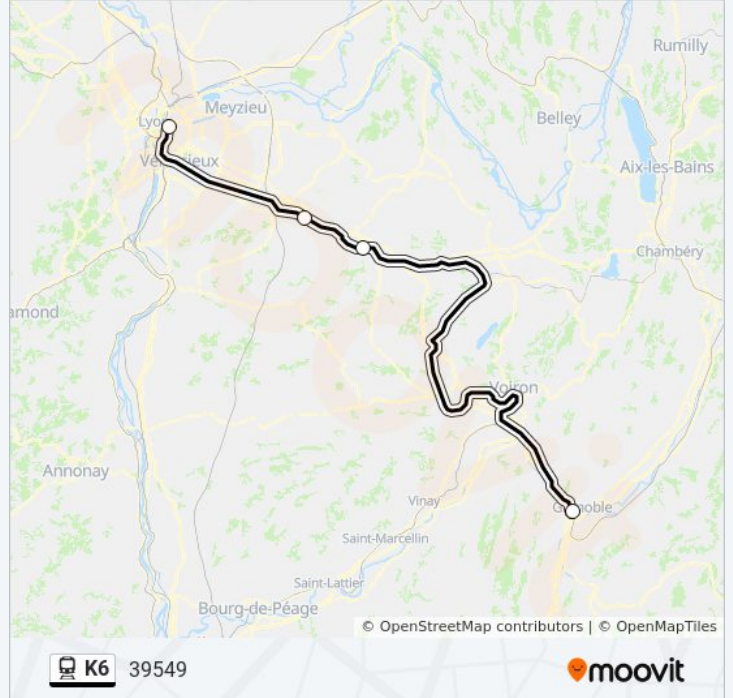 Rumilly
Meyzieu
Belley
Aix-les-Bains
Chambéry
Voiron
Annonay
Vinay
Saint-Marcellin
Saint-Lattier
Bourg-de-Péage
© OpenStreetMap contributors | © OpenMapTiles
K6 39549 moovit